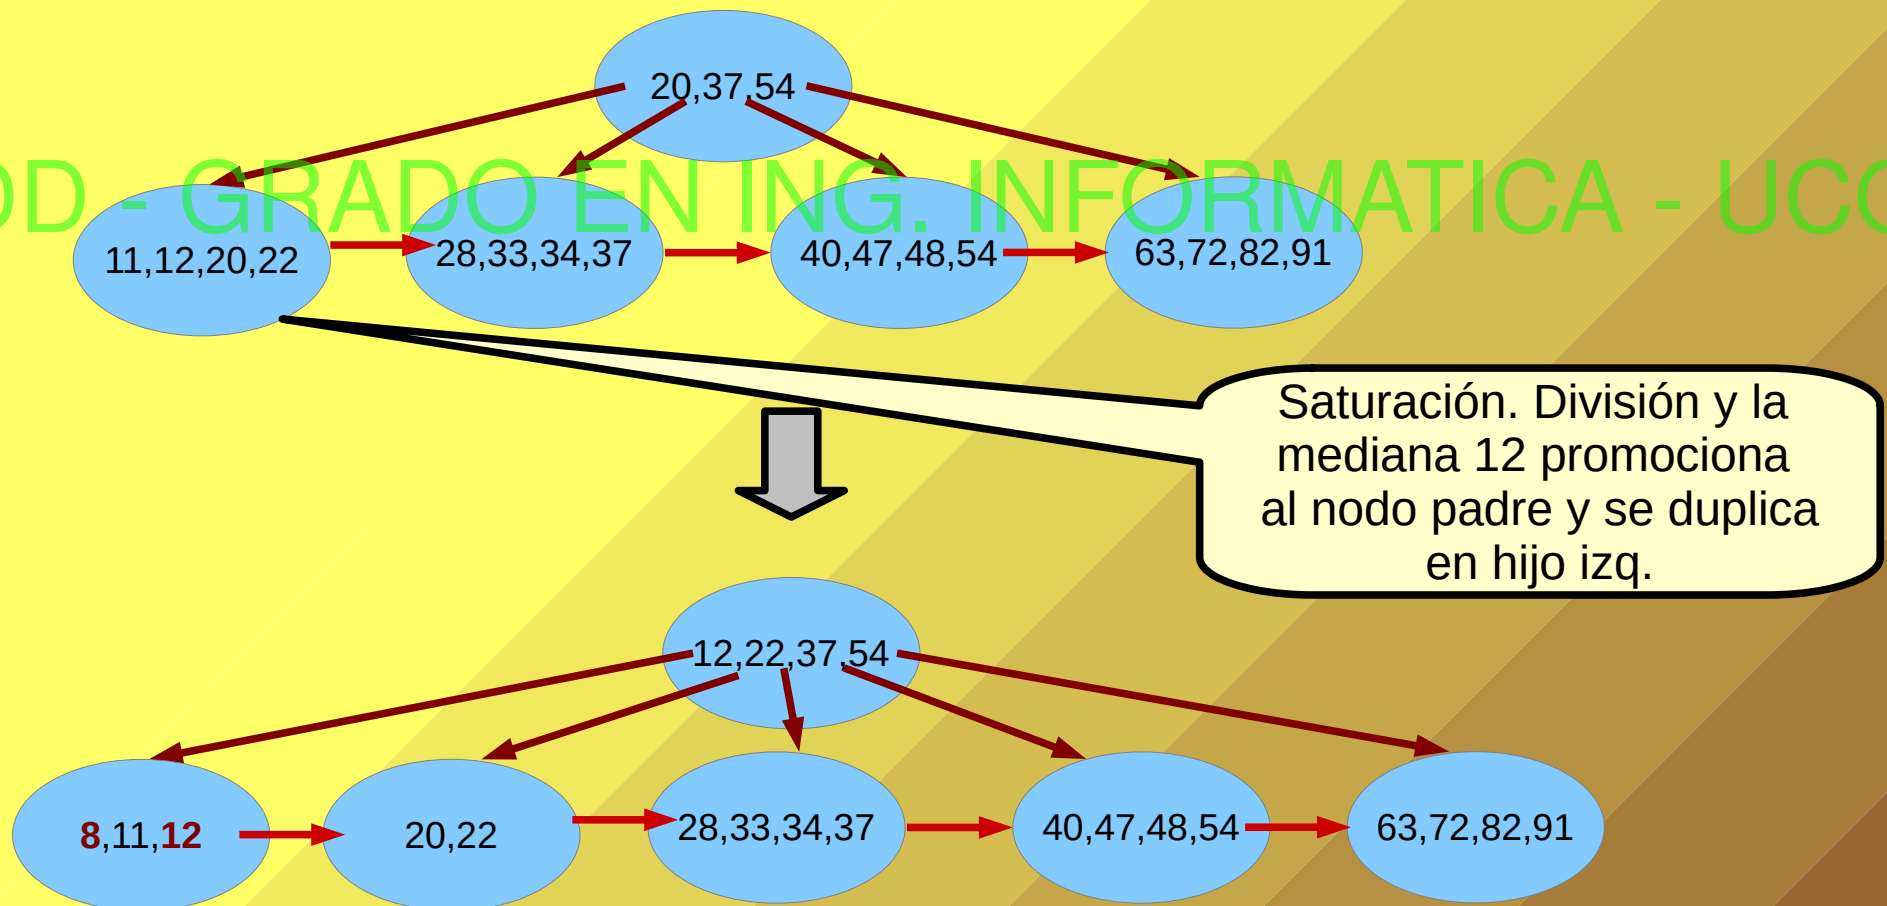 20,37,54
OD - GRADO EN ING. INFORMATICA - UCO
11,12,20,22
28,33,34,37
40,47,48,54
63,72,82,91
Saturación. División y la
mediana 12 promociona
al nodo padre y se duplica
en hijo izq.
12,22,37,54
8,11,12
20,22
28,33,34,37
40,47,48,54
63,72,82,91